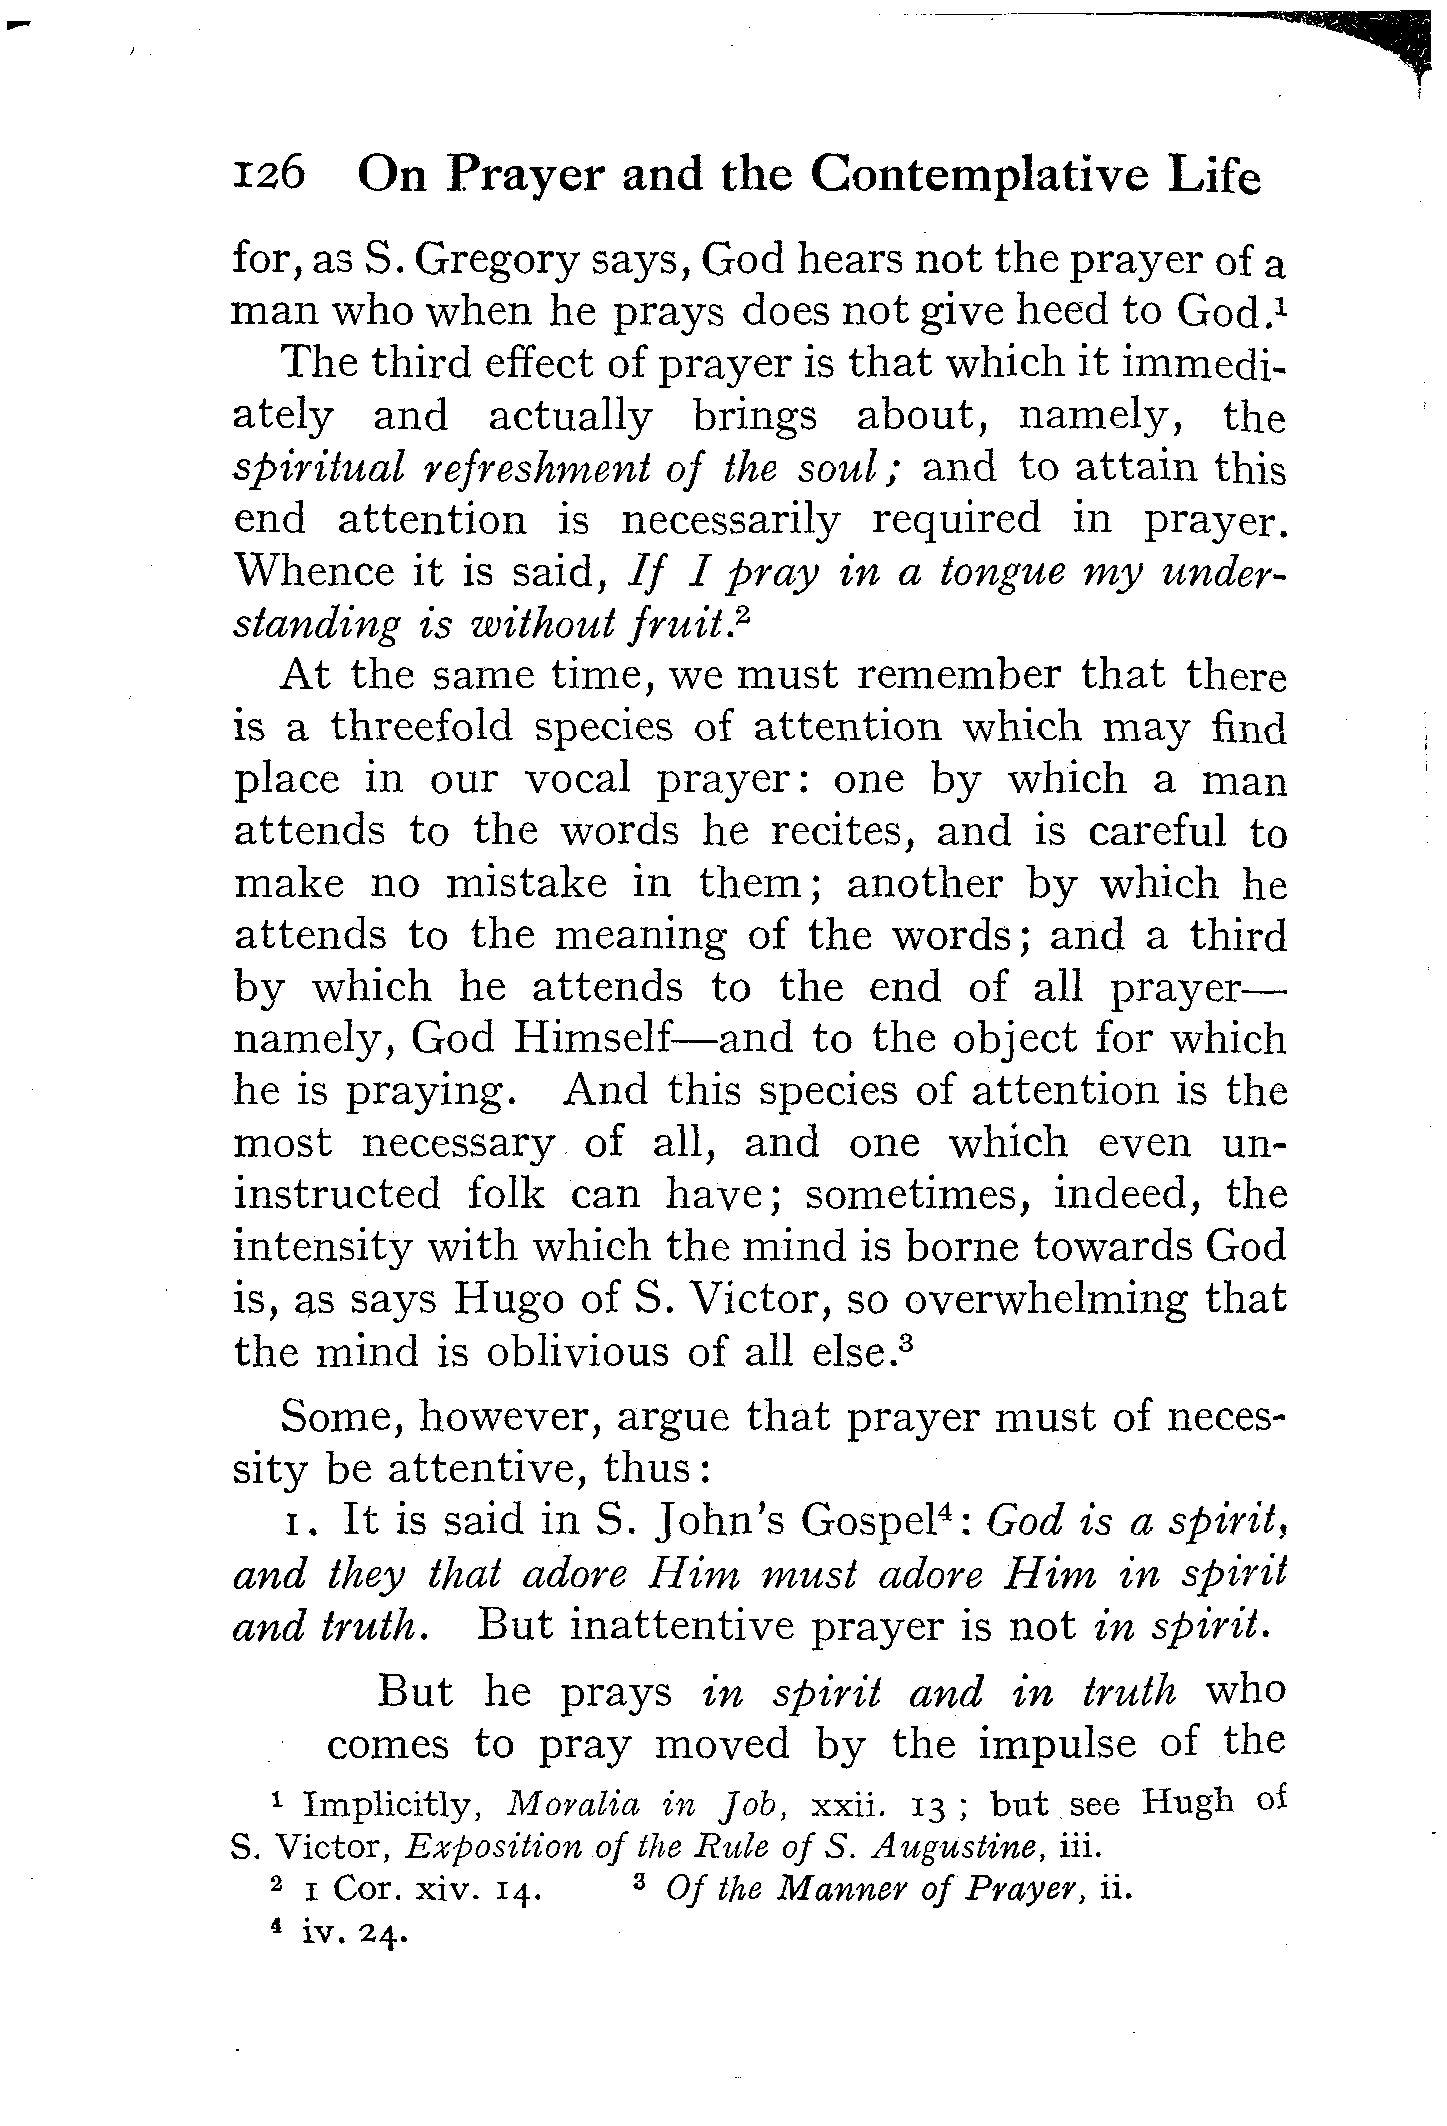 126 On Prayer and the Contemplative Life
for, as S. Gregory says, God hears not the prayer of a
man who when he prays does not give heed to God.¹
The third effect of prayer is that which it immedi-
ately and actually brings about, namely, the
spiritual refreshment of the soul; and to attain this
end attention is necessarily required in prayer.
Whence it is said, If I pray in a tongue my under-
standing is without fruit.²
At the same time, we must remember that there
is a threefold species of attention which may find
place in our vocal prayer: one by which a man
attends to the words he recites, and is careful to
make no mistake in them; another by which he
attends to the meaning of the words; and a third
by which he attends to the end of all prayer—
namely, God Himself—and to the object for which
he is praying. And this species of attention is the
most necessary of all, and one which even un-
instructed folk can have; sometimes, indeed, the
intensity with which the mind is borne towards God
is, as says Hugo of S. Victor, so overwhelming that
the mind is oblivious of all else.³
Some, however, argue that prayer must of neces-
sity be attentive, thus:
1. It is said in S. John's Gospel⁴: God is a spirit,
and they that adore Him must adore Him in spirit
and truth. But inattentive prayer is not in spirit.
But he prays in spirit and in truth who
comes to pray moved by the impulse of the
¹ Implicitly, Moralia in Job, xxii. 13; but see Hugh of
S. Victor, Exposition of the Rule of S. Augustine, iii.
² 1 Cor. xiv. 14. ³ Of the Manner of Prayer, ii.
⁴ iv. 24.